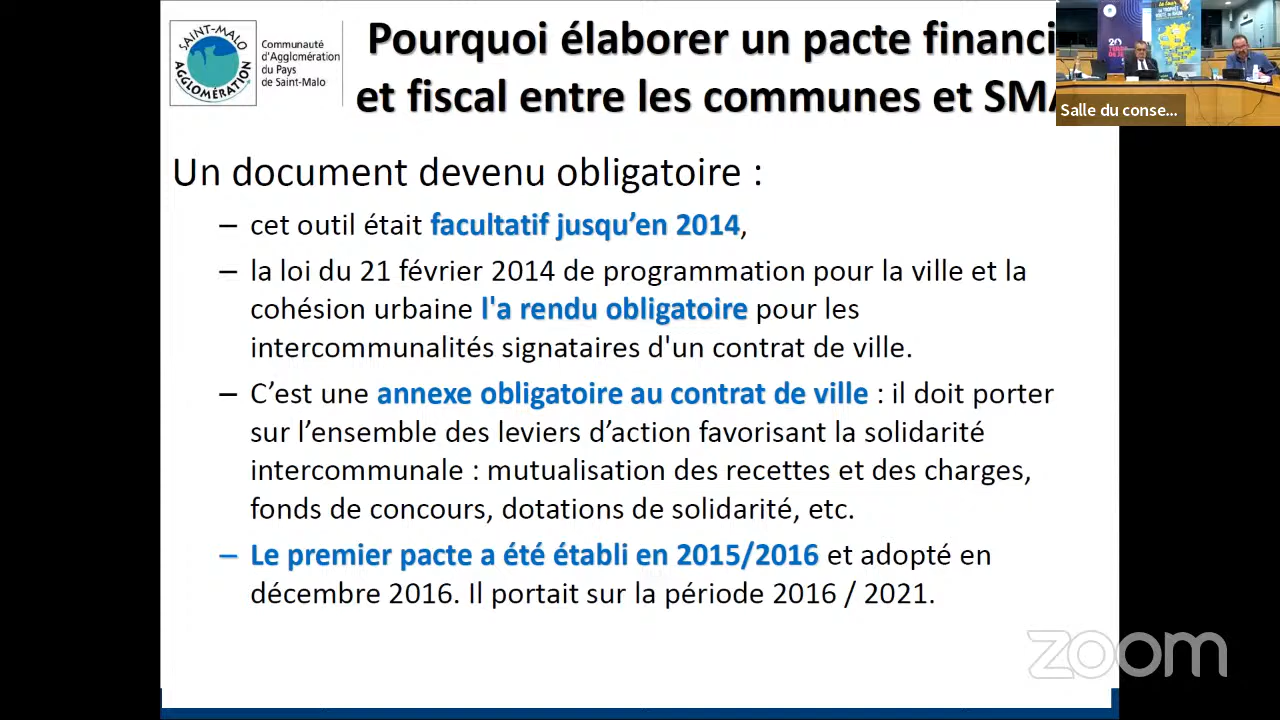 SAINT-MALO
AGGLOMÉRATION
Communauté
d'Agglomération
du Pays
de Saint-Malo
Pourquoi élaborer un pacte financi
et fiscal entre les communes et SMA
Salle du conse...
Un document devenu obligatoire :
– cet outil était facultatif jusqu’en 2014,
– la loi du 21 février 2014 de programmation pour la ville et la
cohésion urbaine l'a rendu obligatoire pour les
intercommunalités signataires d'un contrat de ville.
– C’est une annexe obligatoire au contrat de ville : il doit porter
sur l’ensemble des leviers d’action favorisant la solidarité
intercommunale : mutualisation des recettes et des charges,
fonds de concours, dotations de solidarité, etc.
– Le premier pacte a été établi en 2015/2016 et adopté en
décembre 2016. Il portait sur la période 2016 / 2021.
zoom